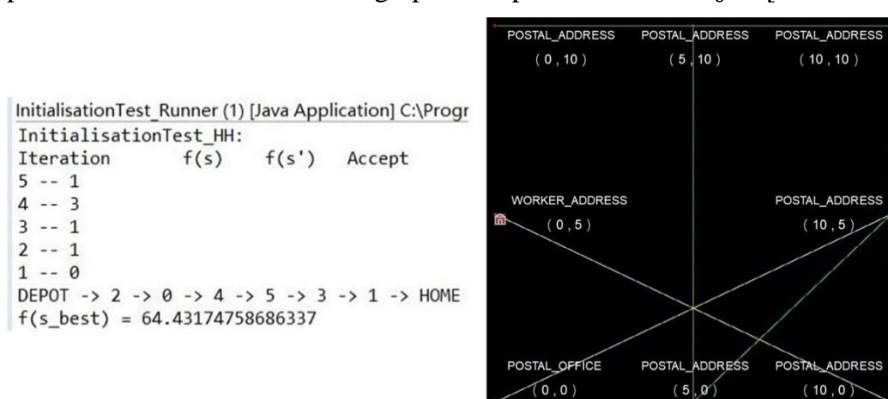 InitialisationTest_Runner (1) [Java Application] C:\Progr
InitialisationTest_HH:
Iteration f(s) f(s') Accept
5 -- 1
4 -- 3
3 -- 1
2 -- 1
1 -- 0
DEPOT -> 2 -> 0 -> 4 -> 5 -> 3 -> 1 -> HOME
f(s_best) = 64.43174758686337
POSTAL_ADDRESS POSTAL_ADDRESS POSTAL_ADDRESS
( 0 , 10 ) ( 5 , 10 ) ( 10 , 10 )
WORKER_ADDRESS POSTAL_ADDRESS
( 0 , 5 ) ( 10 , 5 )
POSTAL_OFFICE POSTAL_ADDRESS POSTAL_ADDRESS
( 0 , 0 ) ( 5 , 0 ) ( 10 , 0 )